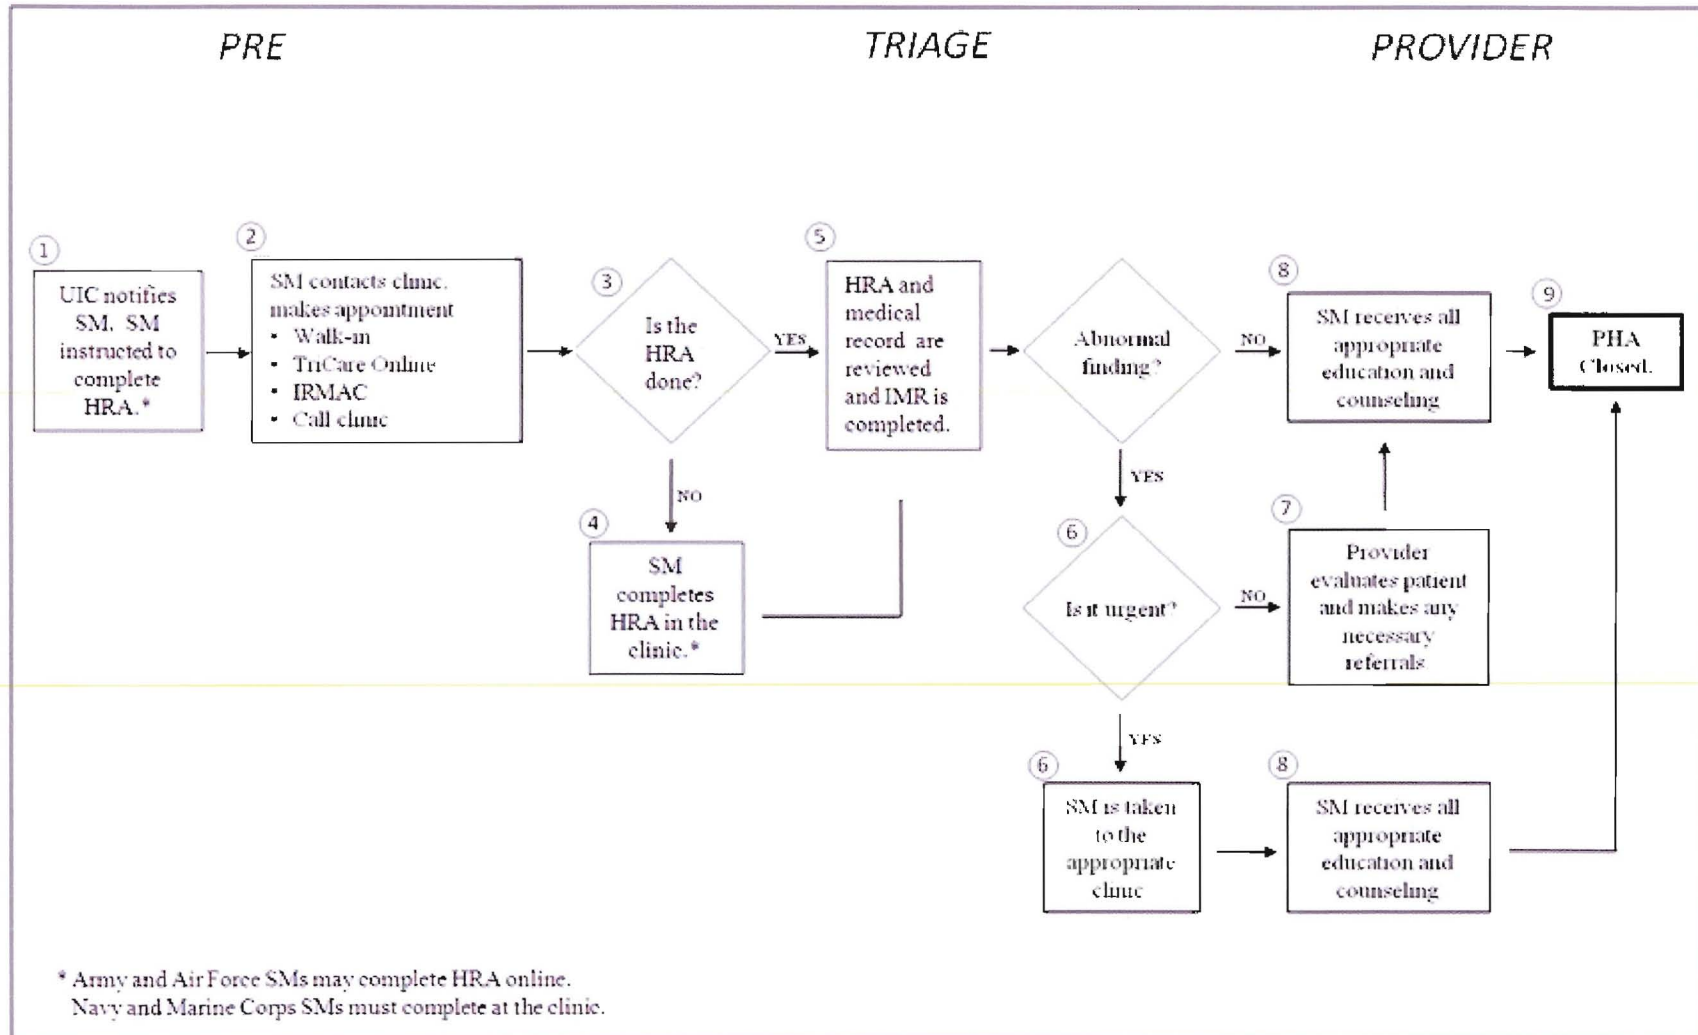 PRE
TRIAGE
PROVIDER
1
UIC notifies
SM. SM
instructed to
complete
HRA.*
2
SM contacts clinic,
makes appointment
• Walk-in
• TriCare Online
• IRMAC
• Call clinic
3
Is the
HRA
done?
YES
NO
4
SM
completes
HRA in the
clinic.*
5
HRA and
medical
record are
reviewed
and IMR is
completed.
Abnormal
finding?
NO
YES
6
Is it urgent?
NO
YES
7
Provider
evaluates patient
and makes any
necessary
referrals
8
SM receives all
appropriate
education and
counseling
9
PHA
Closed.
6
SM is taken
to the
appropriate
clinic
8
SM receives all
appropriate
education and
counseling
* Army and Air Force SMs may complete HRA online.
Navy and Marine Corps SMs must complete at the clinic.